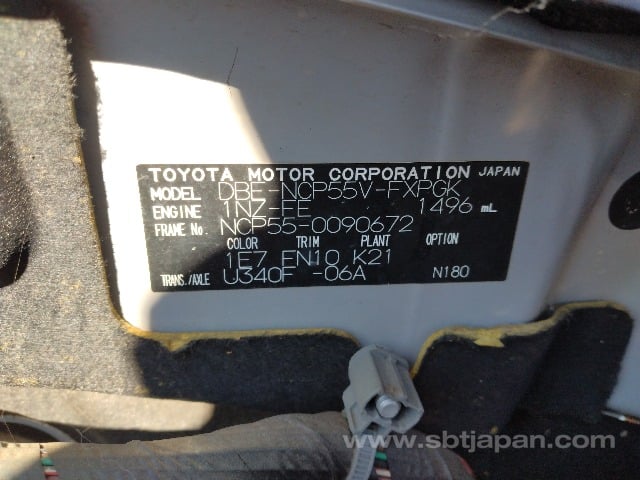 TOYOTA MOTOR CORPORATION JAPAN
MODEL DBE-NCP55V-FXPGK
ENGINE 1NZ-FE 1496 mL
FRAME No. NCP55-0090672
COLOR TRIM PLANT OPTION
1E7 FN10 K21
TRANS./AXLE U340F -06A N180
www.sbtjapan.com